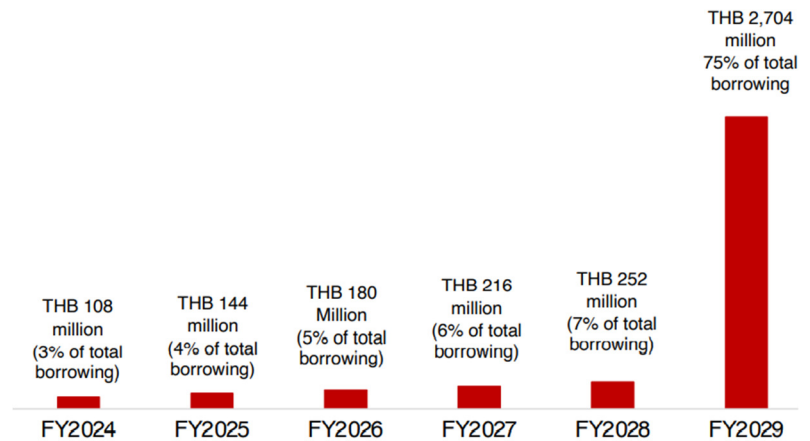 THB 108
million
(3% of total
borrowing)
THB 144
million
(4% of total
borrowing)
THB 180
Million
(5% of total
borrowing)
THB 216
million
(6% of total
borrowing)
THB 252
million
(7% of total
borrowing)
THB 2,704
million
75% of total
borrowing
FY2024
FY2025
FY2026
FY2027
FY2028
FY2029